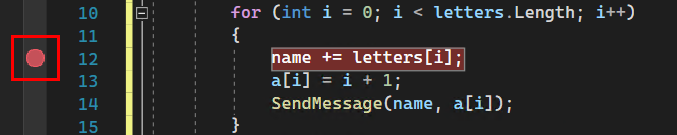 10 for (int i = 0; i < letters.Length; i++)
11 {
12 name += letters[i];
13 a[i] = i + 1;
14 SendMessage(name, a[i]);
15 }